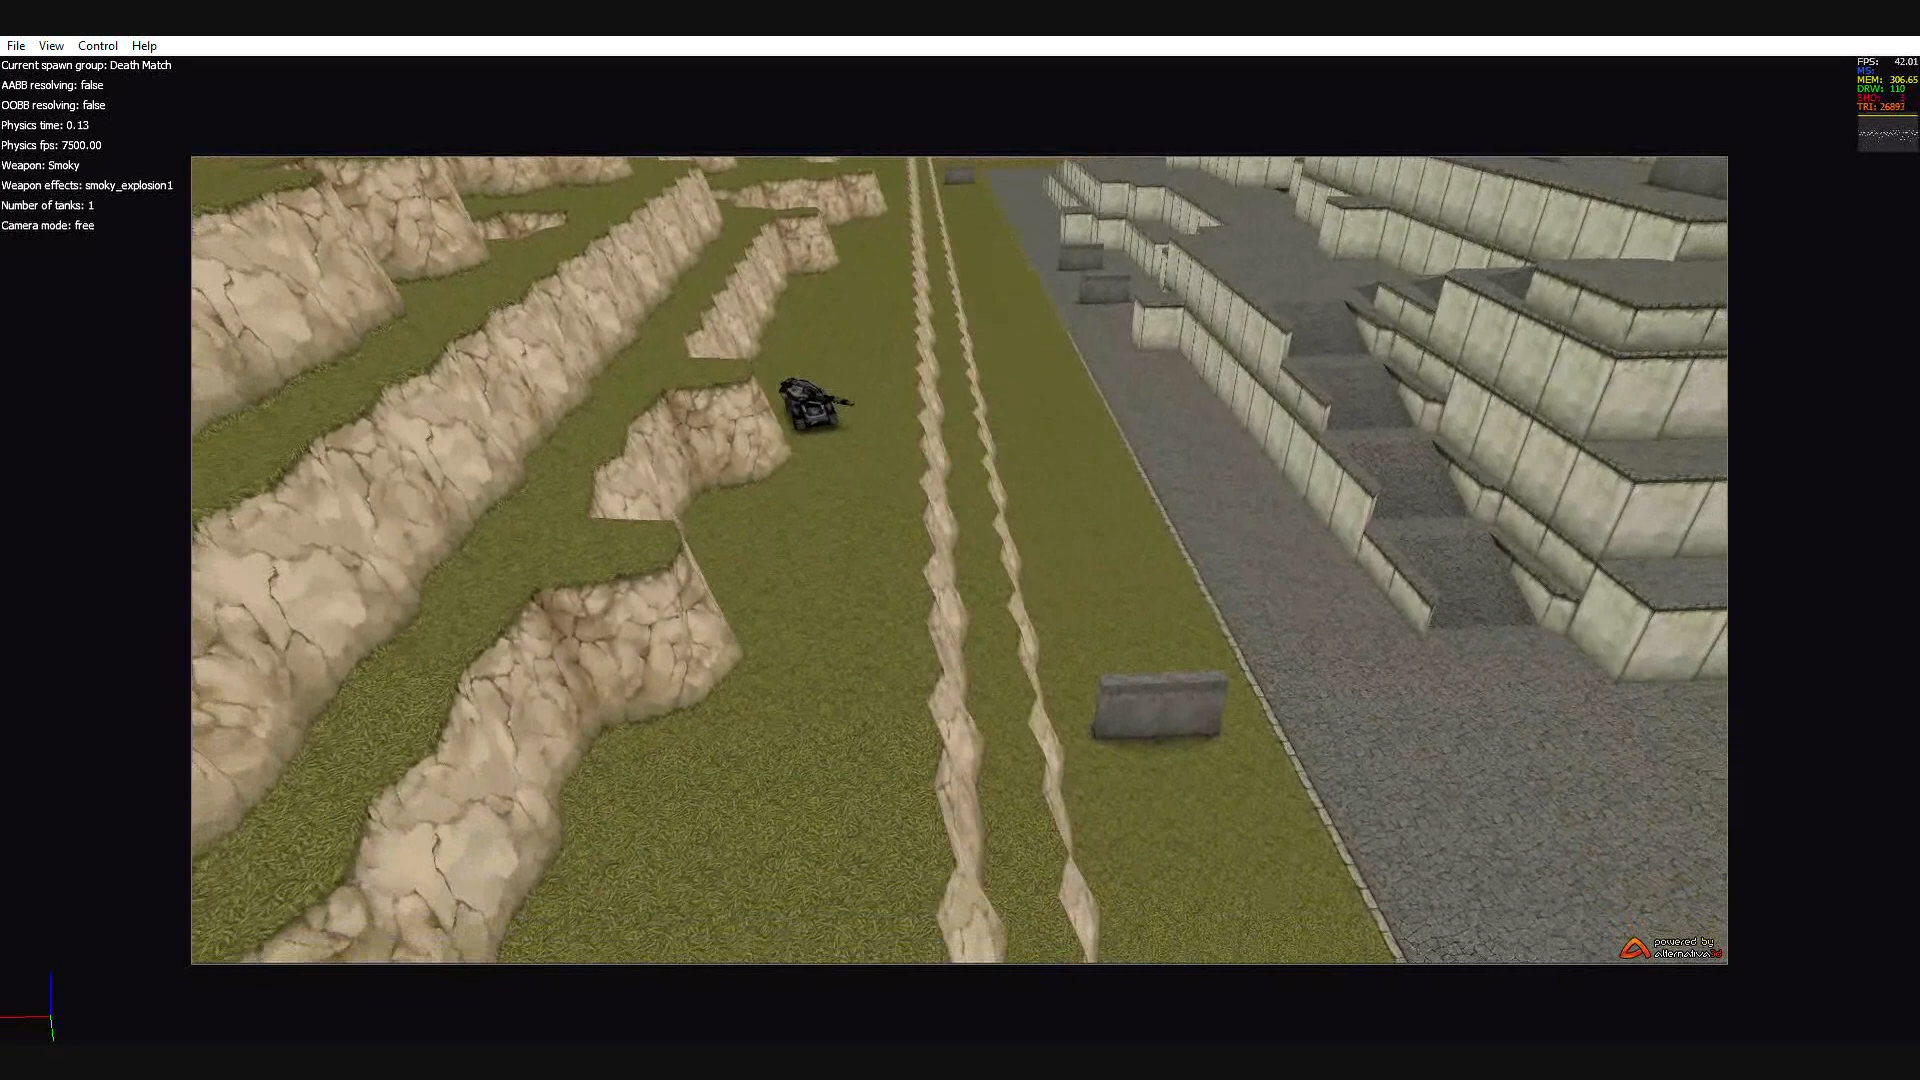 File View Control Help
Current spawn group: Death Match
AABB resolving: false
OOBB resolving: false
Physics time: 0.13
Physics fps: 7500.00
Weapon: Smoky
Weapon effects: smoky_explosion1
Number of tanks: 1
Camera mode: free
FPS: 42.01
MS:
MEM: 306.65
DRW: 110
TRI: 26893
powered by
alternativa3d